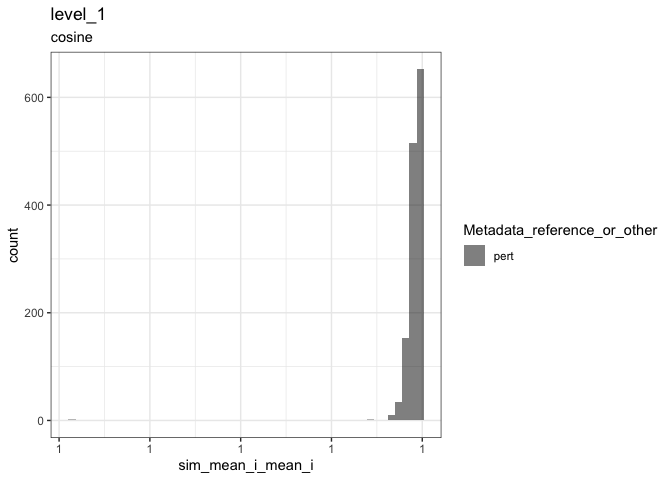 level_1
cosine
600
400
200
0
count
1 1 1 1 1
sim_mean_i_mean_i
Metadata_reference_or_other
pert